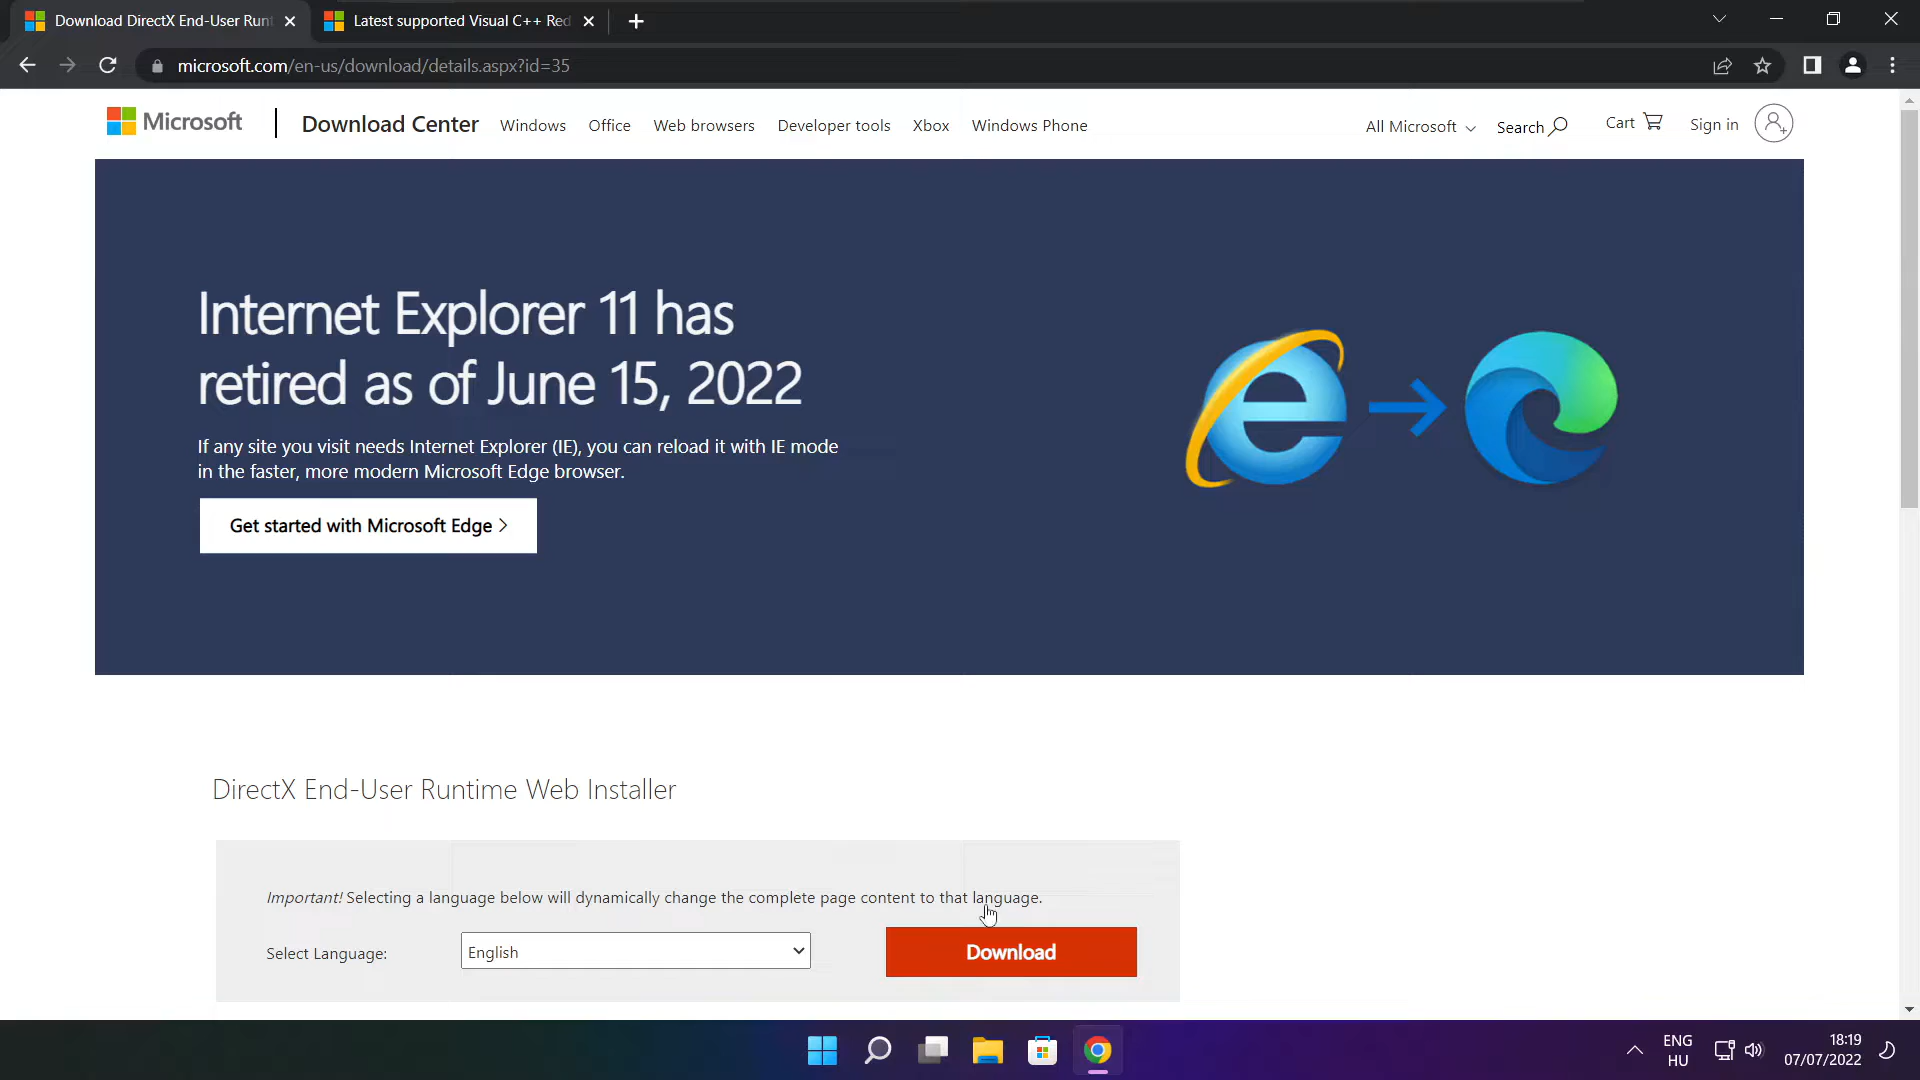 Download DirectX End-User Runt
Latest supported Visual C++ Red
microsoft.com/en-us/download/details.aspx?id=35
Microsoft
Download Center
Windows
Office
Web browsers
Developer tools
Xbox
Windows Phone
All Microsoft
Search
Cart
Sign in
Internet Explorer 11 has
retired as of June 15, 2022
If any site you visit needs Internet Explorer (IE), you can reload it with IE mode
in the faster, more modern Microsoft Edge browser.
Get started with Microsoft Edge >
DirectX End-User Runtime Web Installer
Important! Selecting a language below will dynamically change the complete page content to that language.
Select Language:
English
Download
ENG
HU
18:19
07/07/2022